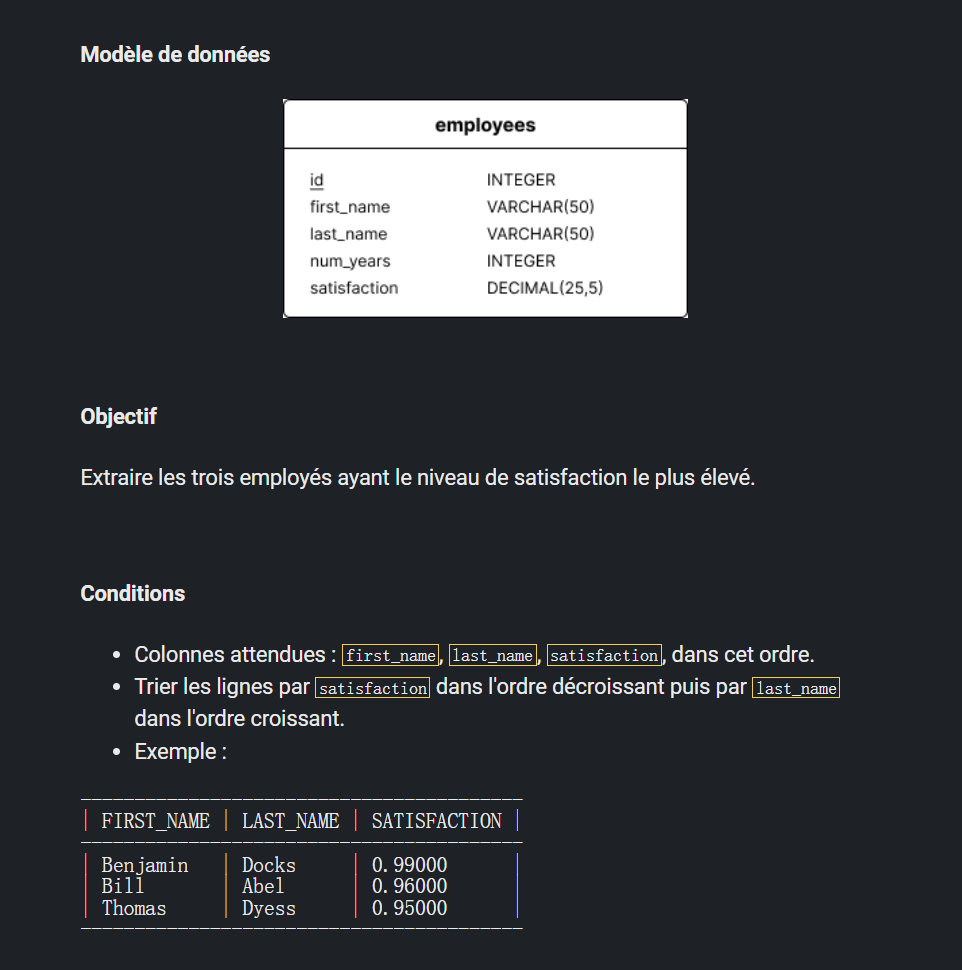 Modèle de données
employees
id INTEGER
first_name VARCHAR(50)
last_name VARCHAR(50)
num_years INTEGER
satisfaction DECIMAL(25,5)
Objectif
Extraire les trois employés ayant le niveau de satisfaction le plus élevé.
Conditions
• Colonnes attendues : first_name, last_name, satisfaction, dans cet ordre.
• Trier les lignes par satisfaction dans l'ordre décroissant puis par last_name
dans l'ordre croissant.
• Exemple :
| FIRST_NAME | LAST_NAME | SATISFACTION |
| Benjamin | Docks | 0.99000 |
| Bill | Abel | 0.96000 |
| Thomas | Dyess | 0.95000 |